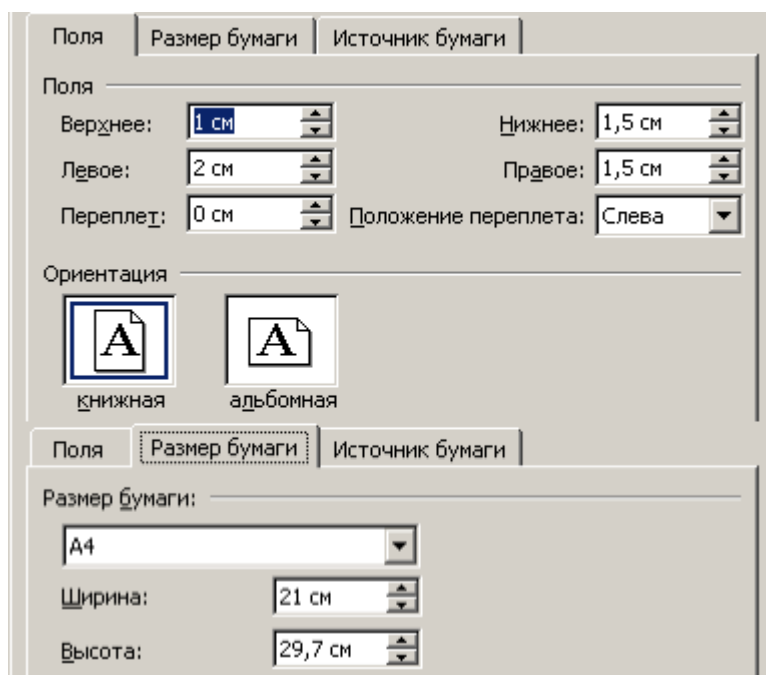 Поля Размер бумаги Источник бумаги
Поля
Верхнее: 1 см Нижнее: 1,5 см
Левое: 2 см Правое: 1,5 см
Переплет: 0 см Положение переплета: Слева
Ориентация
A A
книжная альбомная
Поля Размер бумаги Источник бумаги
Размер бумаги:
A4
Ширина: 21 см
Высота: 29,7 см